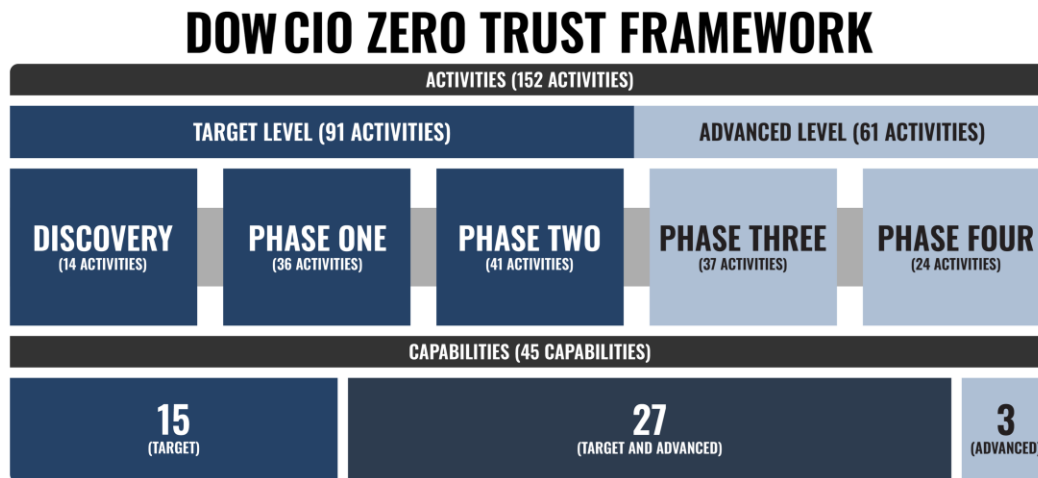 DOW CIO ZERO TRUST FRAMEWORK
ACTIVITIES (152 ACTIVITIES)
TARGET LEVEL (91 ACTIVITIES)
ADVANCED LEVEL (61 ACTIVITIES)
DISCOVERY
(14 ACTIVITIES)
PHASE ONE
(36 ACTIVITIES)
PHASE TWO
(41 ACTIVITIES)
PHASE THREE
(37 ACTIVITIES)
PHASE FOUR
(24 ACTIVITIES)
CAPABILITIES (45 CAPABILITIES)
15
(TARGET)
27
(TARGET AND ADVANCED)
3
(ADVANCED)